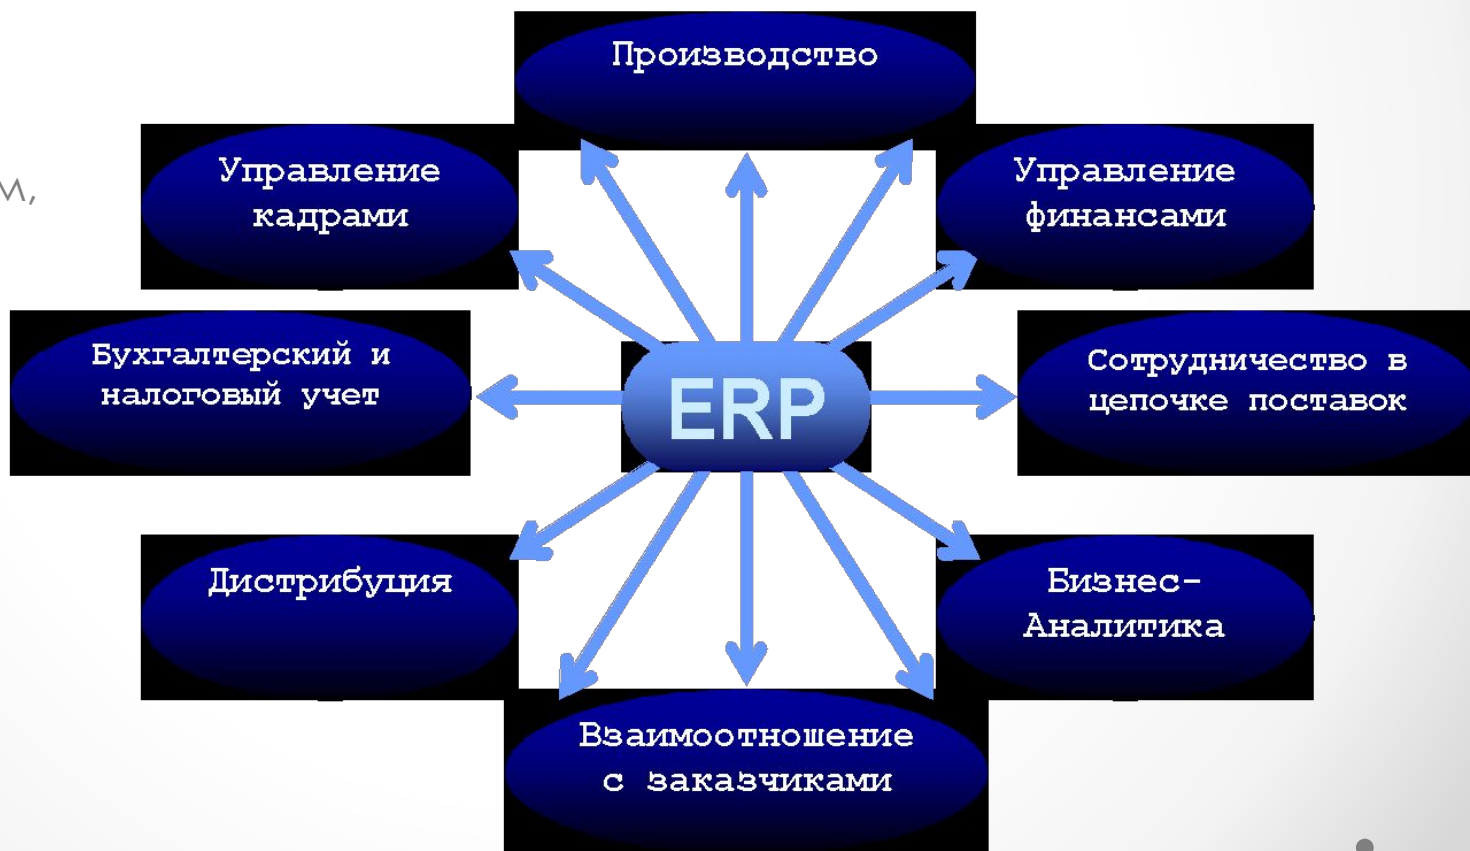 Производство
Управление
кадрами
Управление
финансами
м,
Бухгалтерский и
налоговый учет
ERP
Сотрудничество в
цепочке поставок
Дистрибуция
Бизнес-
Аналитика
Взаимоотношение
с заказчиками